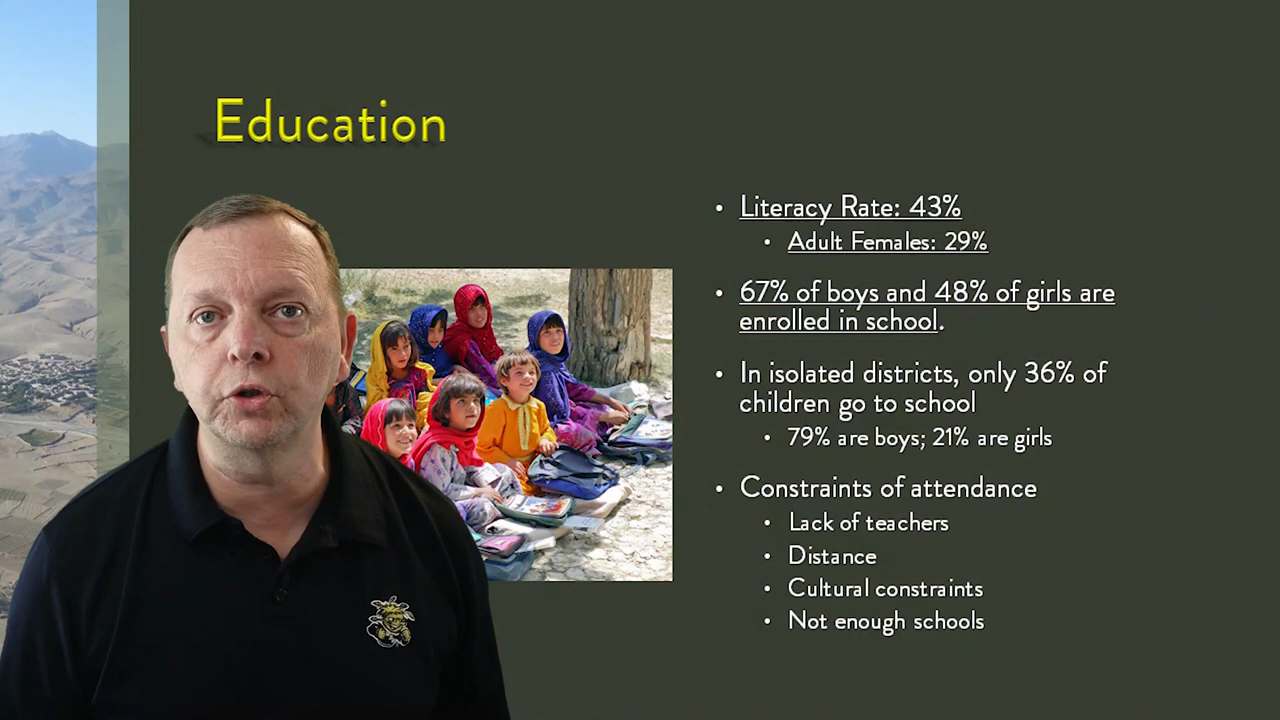 Education
• Literacy Rate: 43%
• Adult Females: 29%
• 67% of boys and 48% of girls are
enrolled in school.
• In isolated districts, only 36% of
children go to school
• 79% are boys; 21% are girls
• Constraints of attendance
• Lack of teachers
• Distance
• Cultural constraints
• Not enough schools